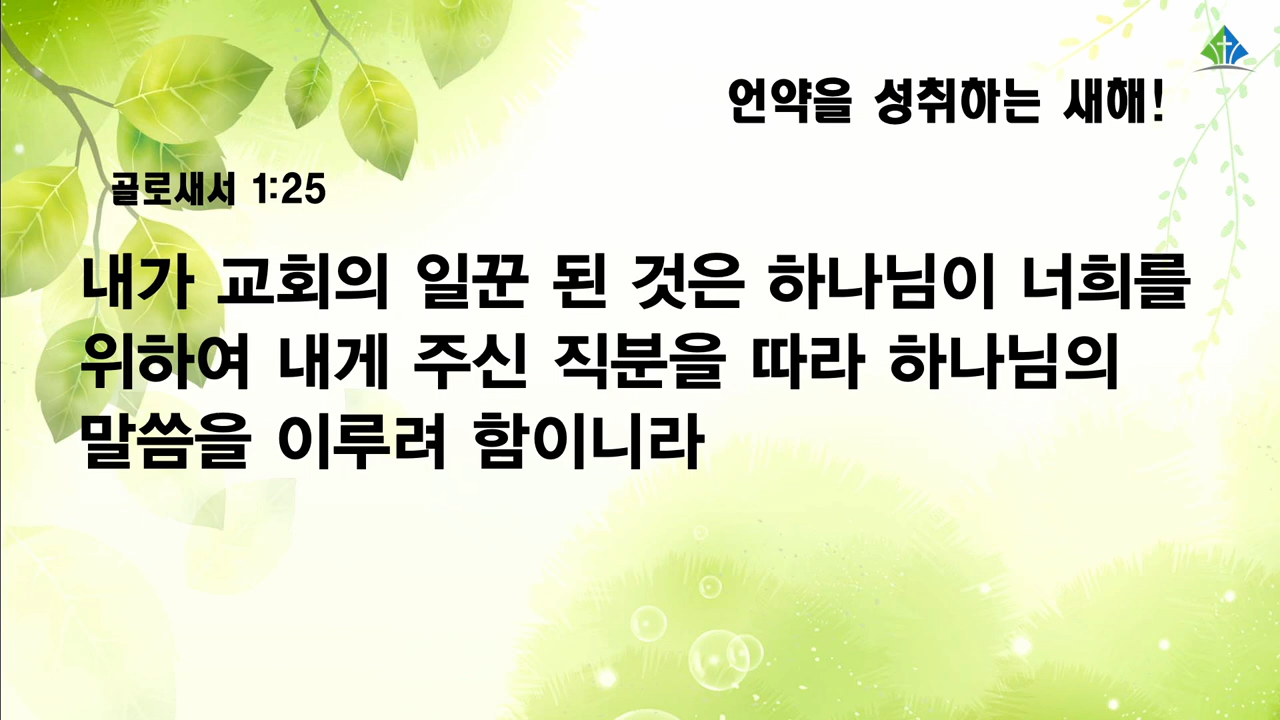 언약을 성취하는 새해!
골로새서 1:25
내가 교회의 일꾼 된 것은 하나님이 너희를
위하여 내게 주신 직분을 따라 하나님의
말씀을 이루려 함이니라